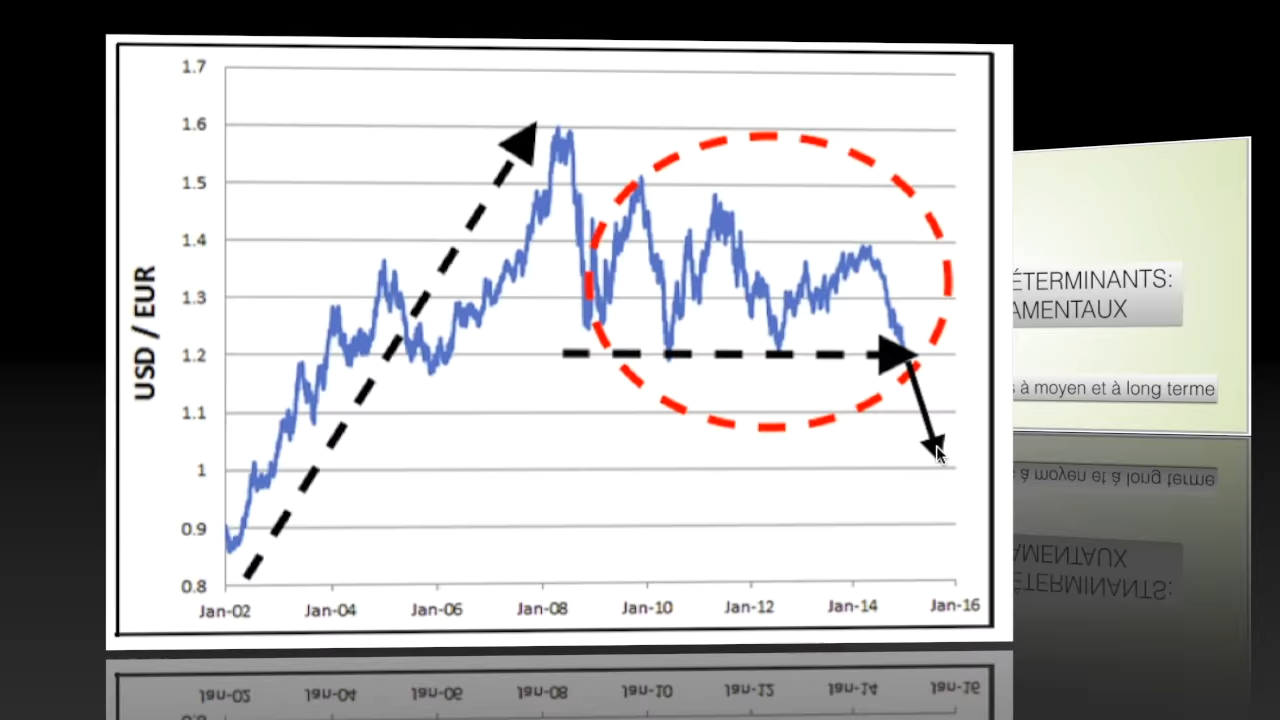 USD / EUR
1.7
1.6
1.5
1.4
1.3
1.2
1.1
1
0.9
0.8
Jan-02 Jan-04 Jan-06 Jan-08 Jan-10 Jan-12 Jan-14 Jan-16
ÉTERMINANTS:
AMENTAUX
s à moyen et à long terme